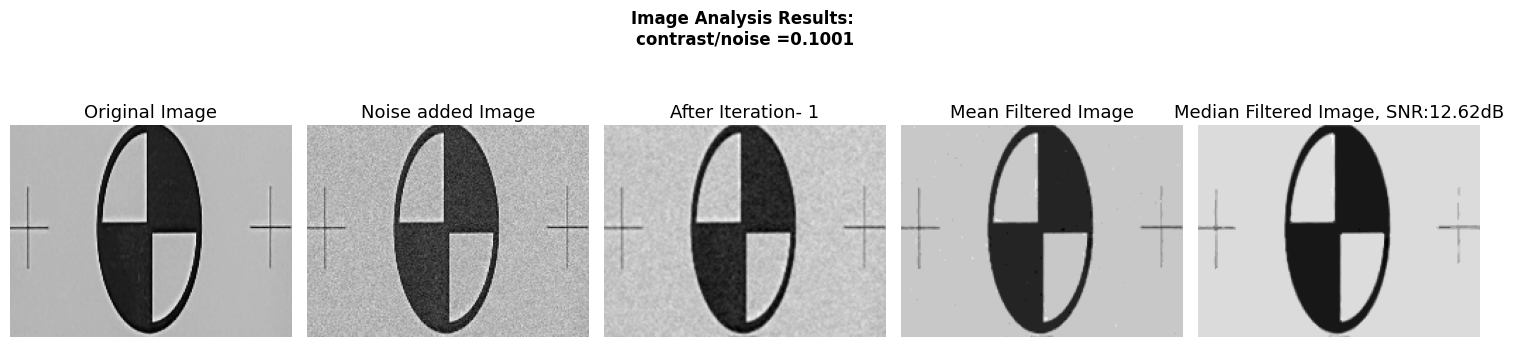 Image Analysis Results:
contrast/noise =0.1001
Original Image
Noise added Image
After Iteration- 1
Mean Filtered Image
Median Filtered Image, SNR:12.62dB